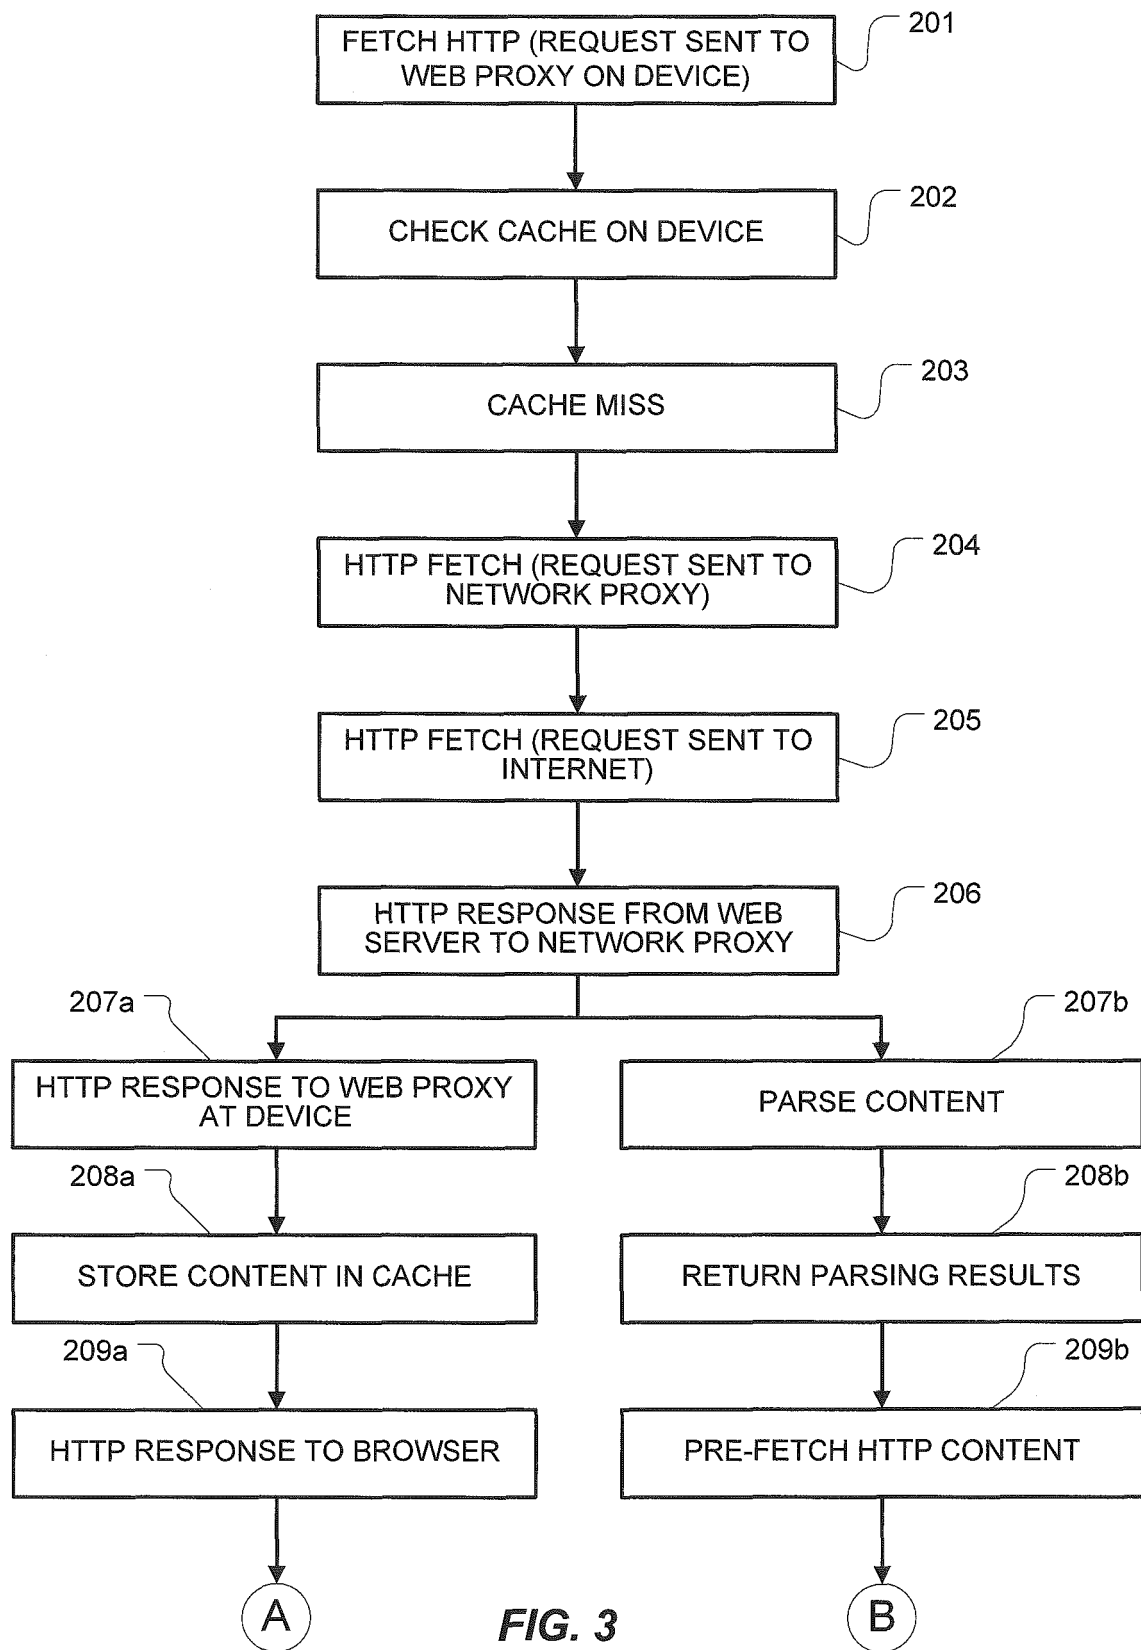 201
FETCH HTTP (REQUEST SENT TO
WEB PROXY ON DEVICE)
202
CHECK CACHE ON DEVICE
203
CACHE MISS
204
HTTP FETCH (REQUEST SENT TO
NETWORK PROXY)
205
HTTP FETCH (REQUEST SENT TO
INTERNET)
206
HTTP RESPONSE FROM WEB
SERVER TO NETWORK PROXY
207a
HTTP RESPONSE TO WEB PROXY
AT DEVICE
208a
STORE CONTENT IN CACHE
209a
HTTP RESPONSE TO BROWSER
A
207b
PARSE CONTENT
208b
RETURN PARSING RESULTS
209b
PRE-FETCH HTTP CONTENT
B
FIG. 3